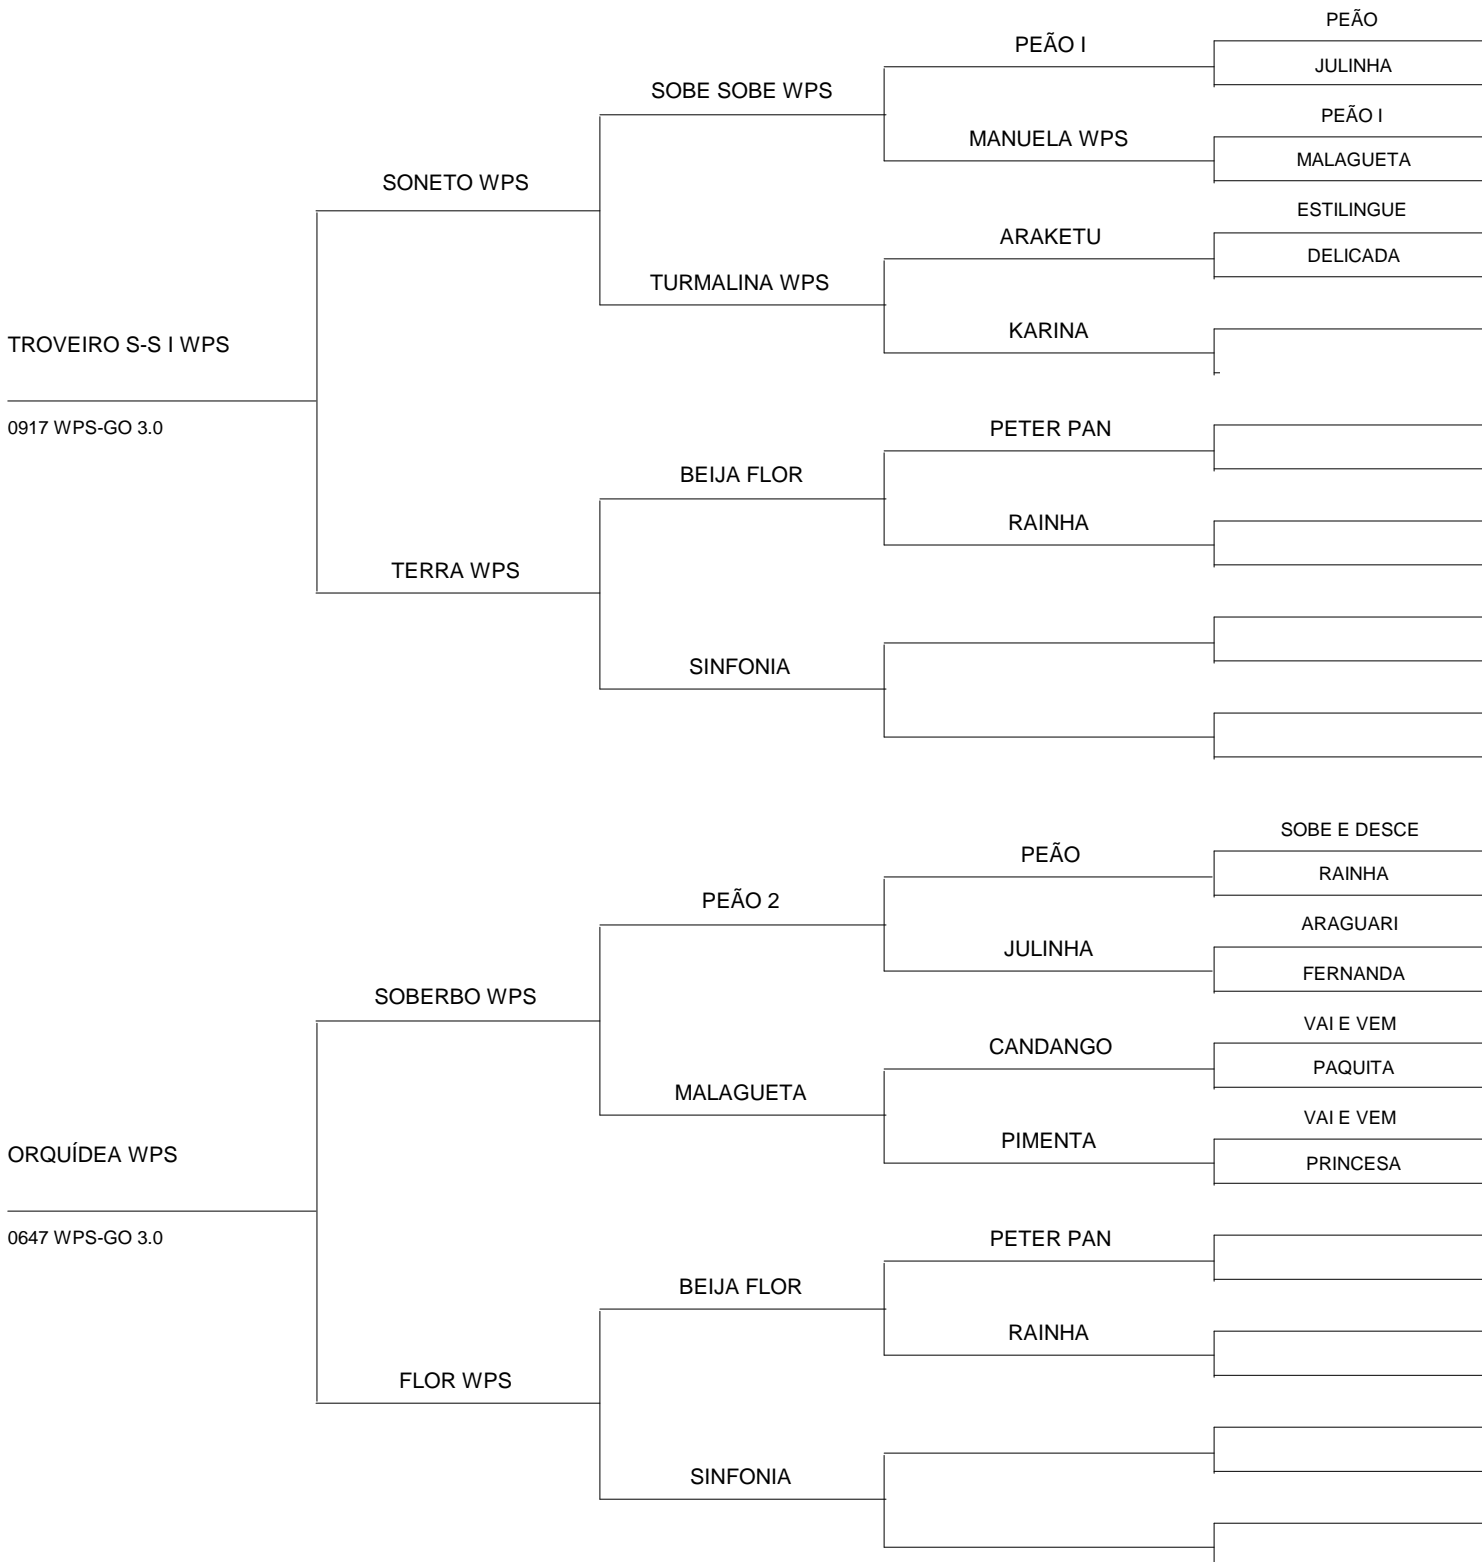 PEÃO
PEÃO I
JULINHA
SOBE SOBE WPS
PEÃO I
MANUELA WPS
MALAGUETA
SONETO WPS
ESTILINGUE
ARAKETU
DELICADA
TURMALINA WPS
KARINA
TROVEIRO S-S I WPS
0917 WPS-GO 3.0
PETER PAN
BEIJA FLOR
RAINHA
TERRA WPS
SINFONIA
SOBE E DESCE
PEÃO
RAINHA
PEÃO 2
ARAGUARI
JULINHA
FERNANDA
SOBERBO WPS
VAI E VEM
CANDANGO
PAQUITA
MALAGUETA
VAI E VEM
PIMENTA
ORQUÍDEA WPS
PRINCESA
0647 WPS-GO 3.0
PETER PAN
BEIJA FLOR
RAINHA
FLOR WPS
SINFONIA